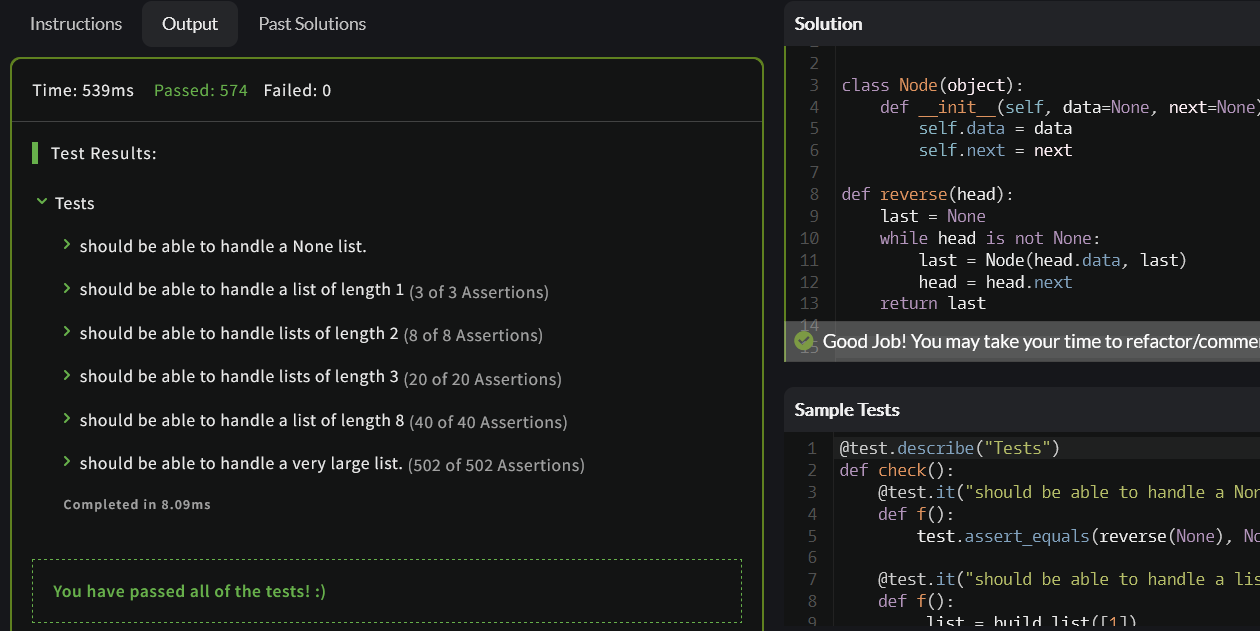 Instructions Output Past Solutions
Time: 539ms Passed: 574 Failed: 0
Test Results:
Tests
should be able to handle a None list.
should be able to handle a list of length 1 (3 of 3 Assertions)
should be able to handle lists of length 2 (8 of 8 Assertions)
should be able to handle lists of length 3 (20 of 20 Assertions)
should be able to handle a list of length 8 (40 of 40 Assertions)
should be able to handle a very large list. (502 of 502 Assertions)
Completed in 8.09ms
You have passed all of the tests! :)
Solution
2
3 class Node(object):
4 def __init__(self, data=None, next=None)
5 self.data = data
6 self.next = next
7
8 def reverse(head):
9 last = None
10 while head is not None:
11 last = Node(head.data, last)
12 head = head.next
13 return last
14
15
Good Job! You may take your time to refactor/comme
Sample Tests
1 @test.describe("Tests")
2 def check():
3 @test.it("should be able to handle a Non
4 def f():
5 test.assert_equals(reverse(None), No
6
7 @test.it("should be able to handle a lis
8 def f():
9 list = build_list([1])